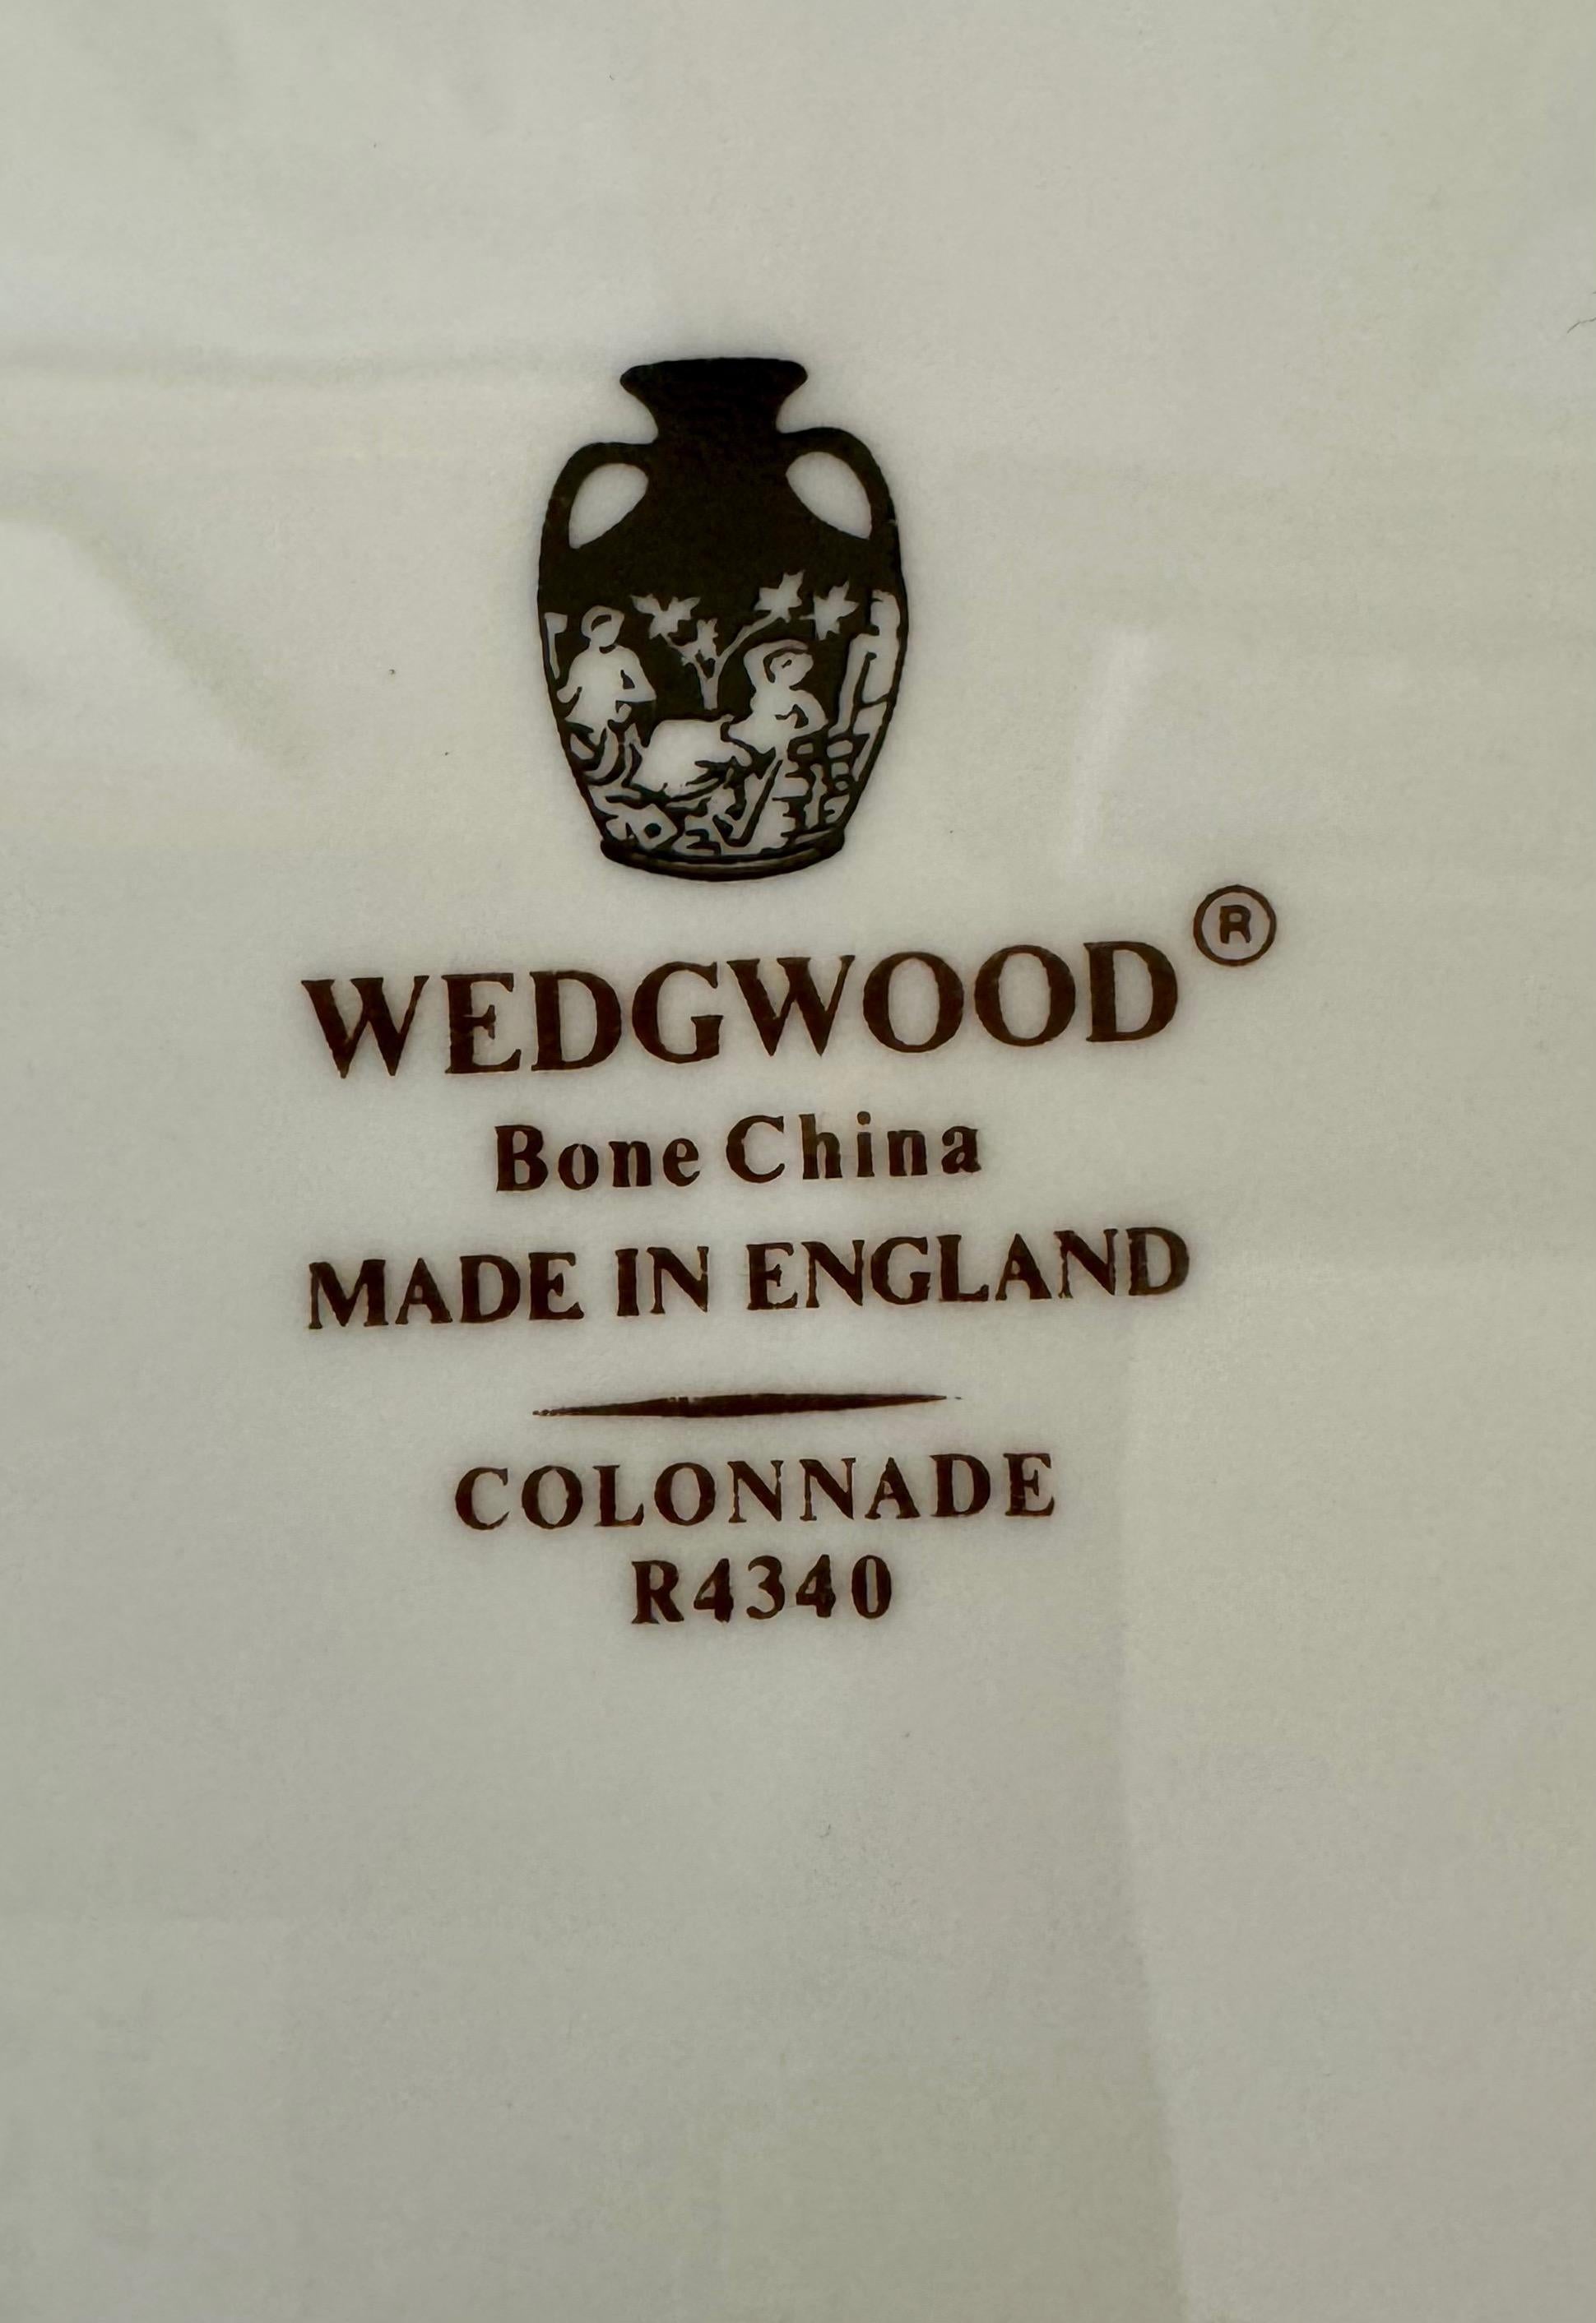 WEDGWOOD®
Bone China
MADE IN ENGLAND
COLONNADE
R4340